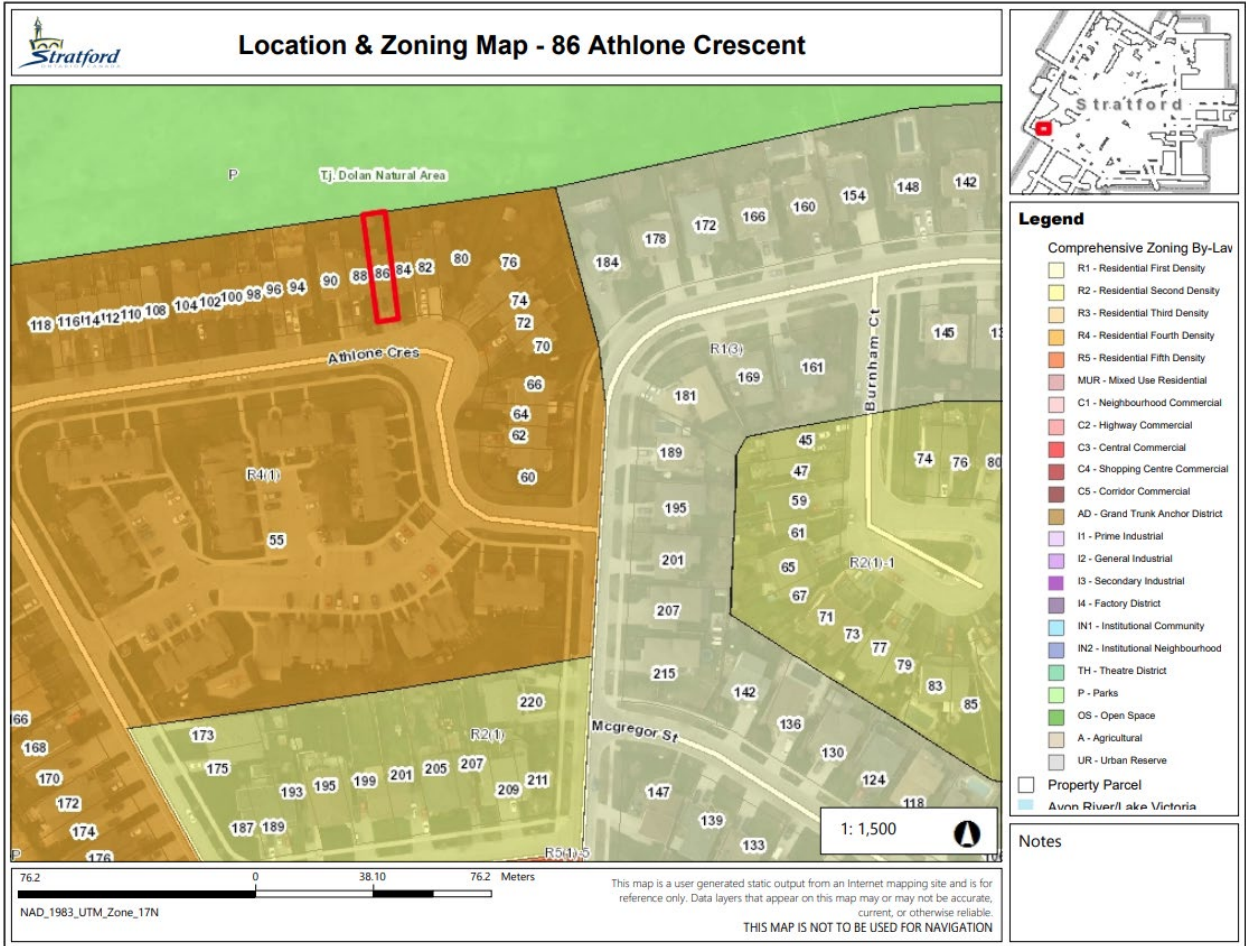 Stratford
ONTARIO CANADA
Location & Zoning Map - 86 Athlone Crescent
Stratford
P
T.j. Dolan Natural Area
142
148
154
160
166
172
178
184
76
80
82
84
86
88
90
94
96
98
100
102
104
108
110
112
114
116
118
74
72
70
66
64
62
60
Athlone Cres
R4(1)
55
R1(3)
169
161
181
145
13
Burnham Ct
189
195
201
207
215
45
47
59
61
65
67
71
73
77
79
83
85
74
76
80
R2(1)-1
142
136
130
124
118
Mcgregor St
147
139
133
106
220
R2(1)
173
175
193
195
199
201
205
207
209
211
187
189
R5(1)-5
66
168
170
172
174
176
P
1: 1,500
Legend
Comprehensive Zoning By-Law
R1 - Residential First Density
R2 - Residential Second Density
R3 - Residential Third Density
R4 - Residential Fourth Density
R5 - Residential Fifth Density
MUR - Mixed Use Residential
C1 - Neighbourhood Commercial
C2 - Highway Commercial
C3 - Central Commercial
C4 - Shopping Centre Commercial
C5 - Corridor Commercial
AD - Grand Trunk Anchor District
I1 - Prime Industrial
I2 - General Industrial
I3 - Secondary Industrial
I4 - Factory District
IN1 - Institutional Community
IN2 - Institutional Neighbourhood
TH - Theatre District
P - Parks
OS - Open Space
A - Agricultural
UR - Urban Reserve
Property Parcel
Avon River/Lake Victoria
Notes
76.2 0 38.10 76.2 Meters
NAD_1983_UTM_Zone_17N
This map is a user generated static output from an Internet mapping site and is for
reference only. Data layers that appear on this map may or may not be accurate,
current, or otherwise reliable.
THIS MAP IS NOT TO BE USED FOR NAVIGATION